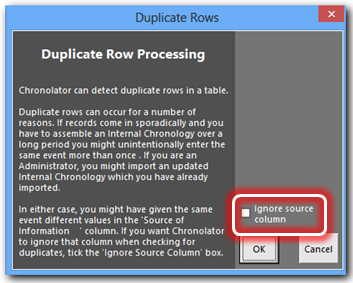 Duplicate Rows
Duplicate Row Processing
Chronolator can detect duplicate rows in a table.
Duplicate rows can occur for a number of
reasons. If records come in sporadically and you
have to assemble an Internal Chronology over a
long period you might unintentionally enter the
same event more than once . If you are an
Administrator, you might import an updated
Internal Chronology which you have already
imported.
In either case, you might have given the same
event different values in the 'Source of
Information ' column. If you want Chronolator
to ignore that column when checking for
duplicates, tick the 'Ignore Source Column' box.
Ignore source
column
OK
Cancel